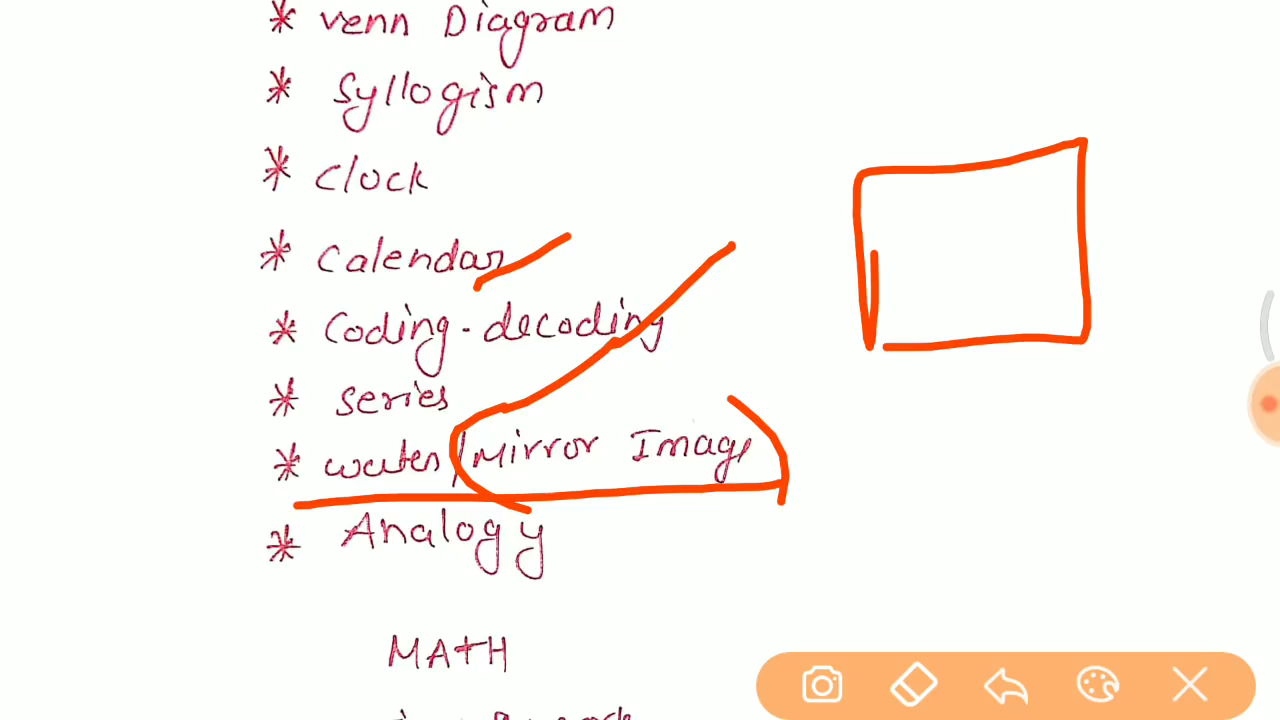 * venn Diagram
* Syllogism
* Clock
* Calendar
* Coding-decoding
* series
* water/Mirror Image
* Analogy
MATH